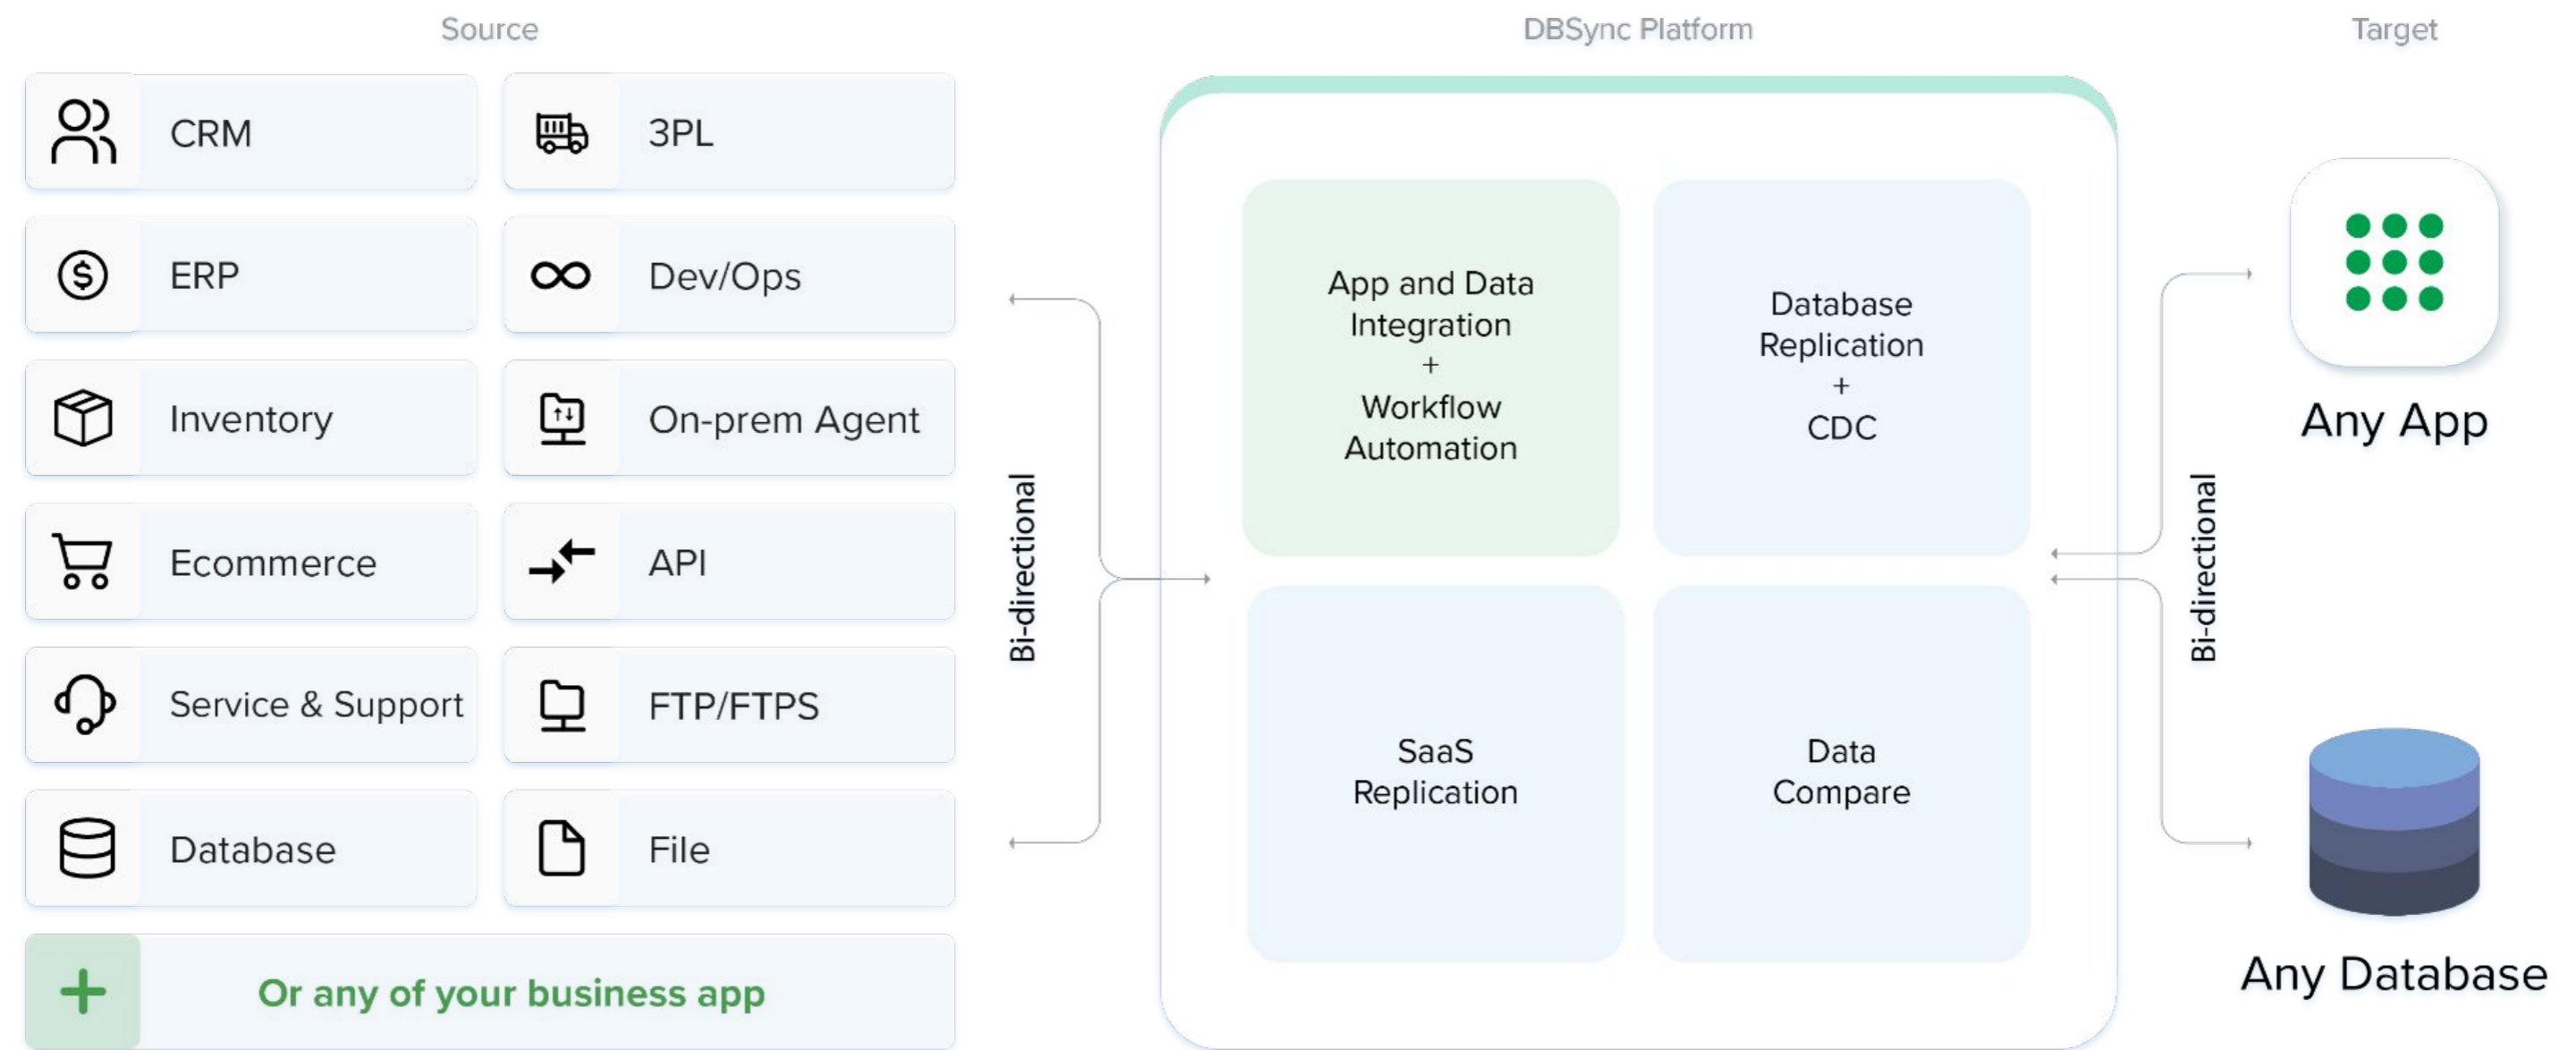 Source
DBSync Platform
Target
CRM
3PL
ERP
Dev/Ops
Inventory
On-prem Agent
Ecommerce
API
Service & Support
FTP/FTPS
Database
File
+
Or any of your business app
Bi-directional
App and Data
Integration
+
Workflow
Automation
Database
Replication
+
CDC
SaaS
Replication
Data
Compare
Bi-directional
Any App
Any Database